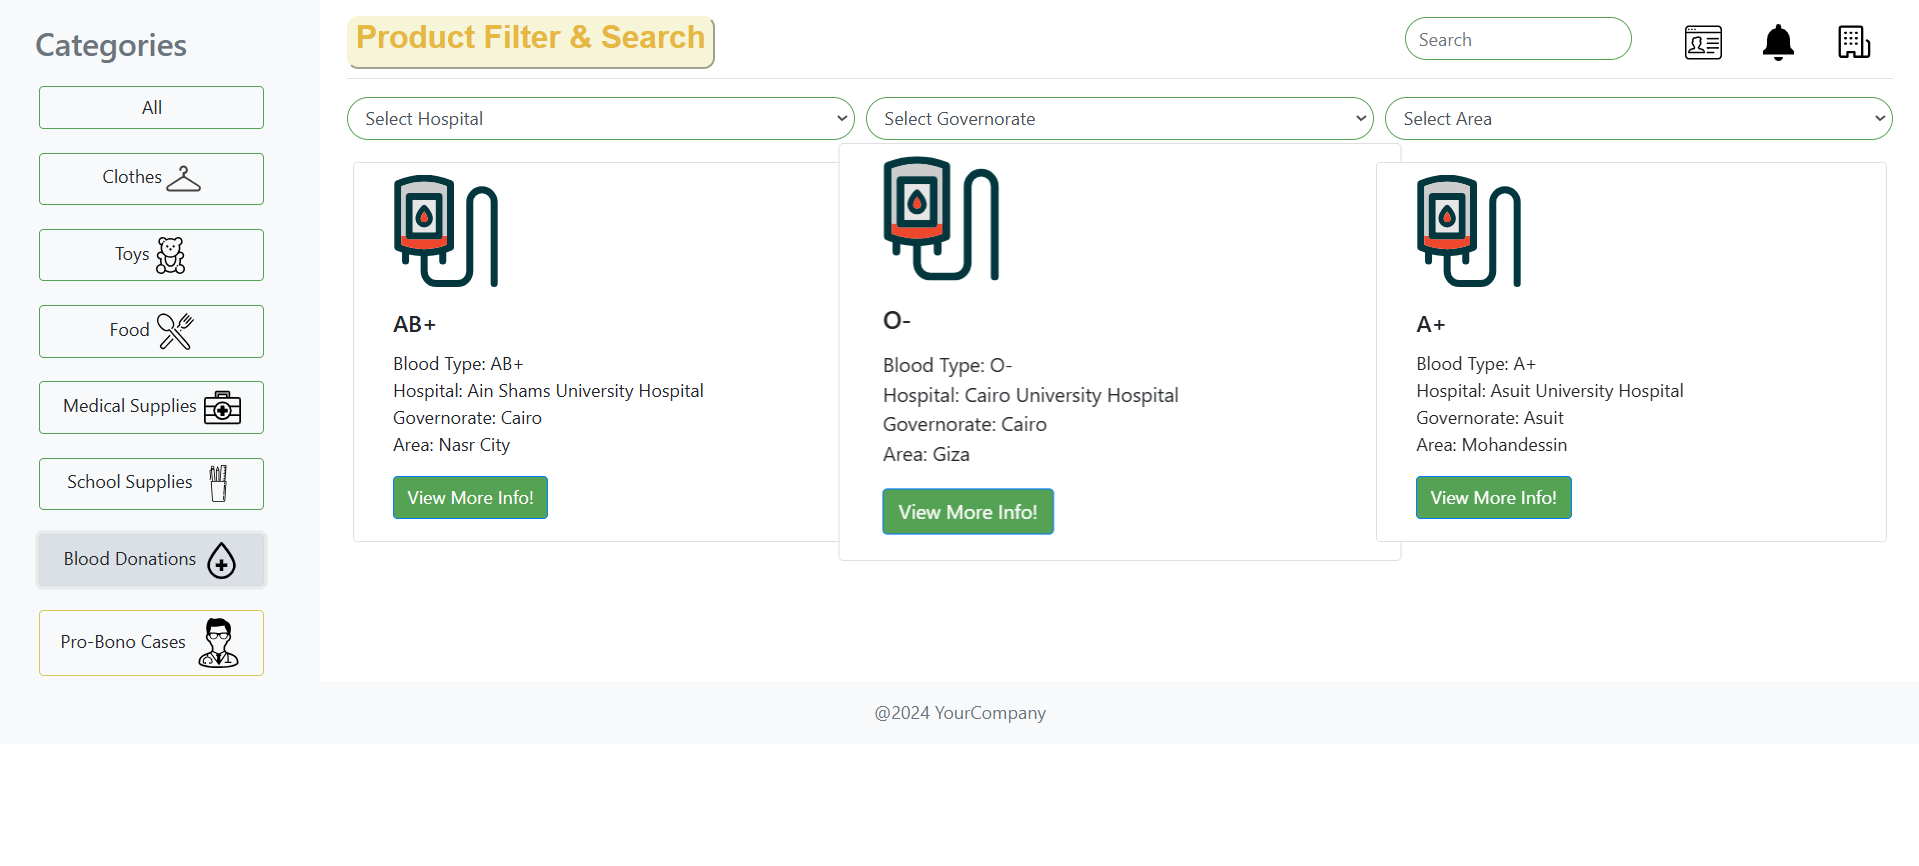 Categories
All
Clothes
Toys
Food
Medical Supplies
School Supplies
Blood Donations
Pro-Bono Cases
Product Filter & Search
Search
Select Hospital
Select Governorate
Select Area
AB+
Blood Type: AB+
Hospital: Ain Shams University Hospital
Governorate: Cairo
Area: Nasr City
View More Info!
O-
Blood Type: O-
Hospital: Cairo University Hospital
Governorate: Cairo
Area: Giza
View More Info!
A+
Blood Type: A+
Hospital: Asuit University Hospital
Governorate: Asuit
Area: Mohandessin
View More Info!
@2024 YourCompany